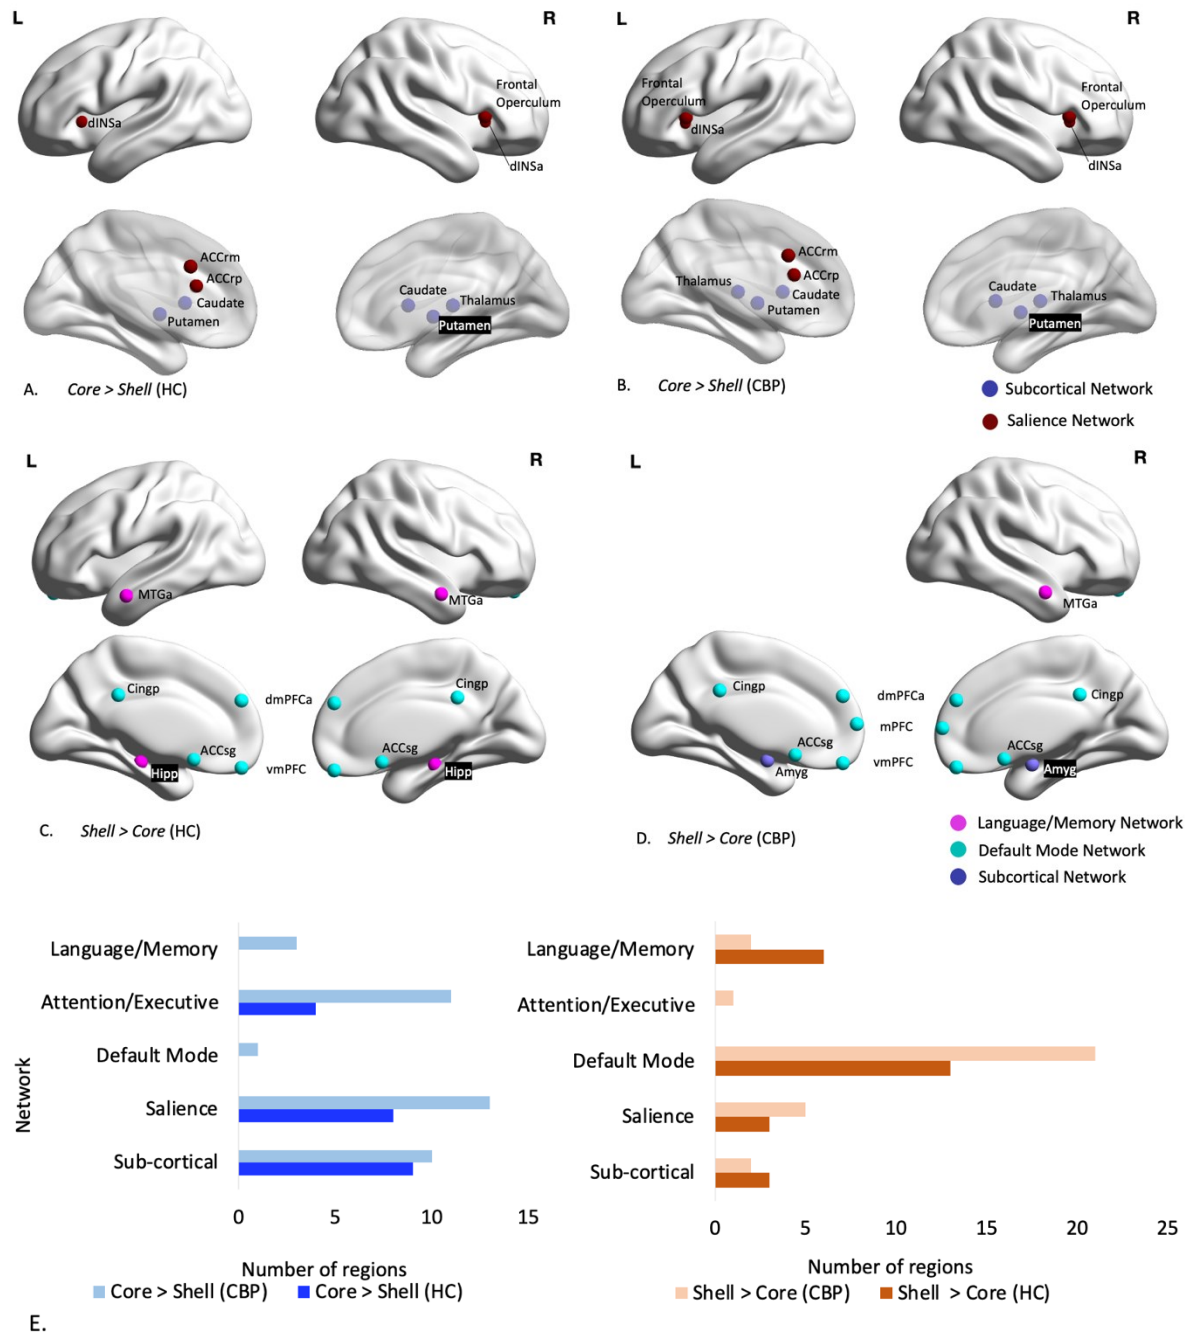 L
R
L
R
Frontal
Operculum
dINSa
dINSa
Frontal
Operculum
dINSa
Frontal
Operculum
dINSa
ACCrm
ACCrp
Caudate
Putamen
Caudate
Thalamus
Putamen
ACCrm
ACCrp
Thalamus
Caudate
Putamen
Caudate
Thalamus
Putamen
A. Core > Shell (HC)
B. Core > Shell (CBP)
Subcortical Network
Salience Network
L
R
L
R
MTGa
MTGa
MTGa
Cingp
dmPFCa
Cingp
ACCsg
Hipp
vmPFC
Hipp
Cingp
dmPFCa
Cingp
mPFC
ACCsg
ACCsg
Amyg
vmPFC
Amyg
C. Shell > Core (HC)
D. Shell > Core (CBP)
Language/Memory Network
Default Mode Network
Subcortical Network
Network
Language/Memory
Attention/Executive
Default Mode
Salience
Sub-cortical
0 5 10 15
Number of regions
Core > Shell (CBP) Core > Shell (HC)
Language/Memory
Attention/Executive
Default Mode
Salience
Sub-cortical
0 5 10 15 20 25
Number of regions
Shell > Core (CBP) Shell > Core (HC)
E.